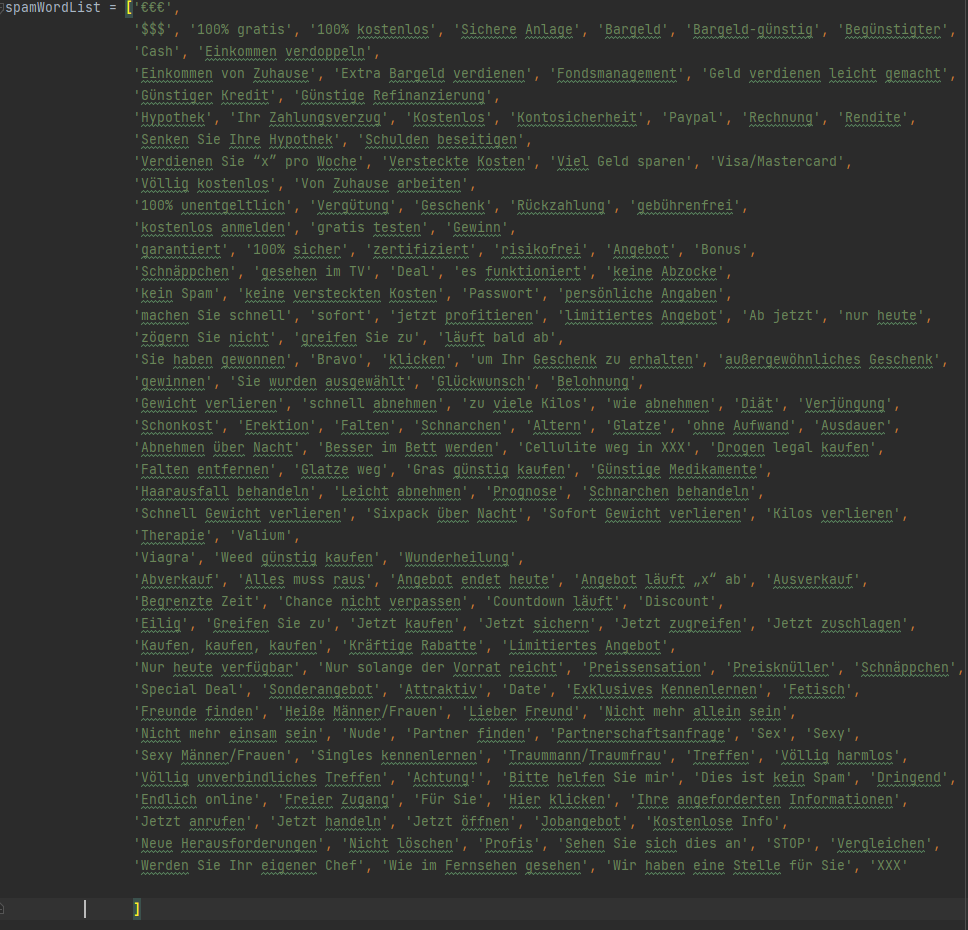 spamWordList = ['€€€',
'$$$', '100% gratis', '100% kostenlos', 'Sichere Anlage', 'Bargeld', 'Bargeld-günstig', 'Begünstigter',
'Cash', 'Einkommen verdoppeln',
'Einkommen von Zuhause', 'Extra Bargeld verdienen', 'Fondsmanagement', 'Geld verdienen leicht gemacht',
'Günstiger Kredit', 'Günstige Refinanzierung',
'Hypothek', 'Ihr Zahlungsverzug', 'Kostenlos', 'Kontosicherheit', 'Paypal', 'Rechnung', 'Rendite',
'Senken Sie Ihre Hypothek', 'Schulden beseitigen',
'Verdienen Sie “x” pro Woche', 'Versteckte Kosten', 'Viel Geld sparen', 'Visa/Mastercard',
'Völlig kostenlos', 'Von Zuhause arbeiten',
'100% unentgeltlich', 'Vergütung', 'Geschenk', 'Rückzahlung', 'gebührenfrei',
'kostenlos anmelden', 'gratis testen', 'Gewinn',
'garantiert', '100% sicher', 'zertifiziert', 'risikofrei', 'Angebot', 'Bonus',
'Schnäppchen', 'gesehen im TV', 'Deal', 'es funktioniert', 'keine Abzocke',
'kein Spam', 'keine versteckten Kosten', 'Passwort', 'persönliche Angaben',
'machen Sie schnell', 'sofort', 'jetzt profitieren', 'limitiertes Angebot', 'Ab jetzt', 'nur heute',
'zögern Sie nicht', 'greifen Sie zu', 'läuft bald ab',
'Sie haben gewonnen', 'Bravo', 'klicken', 'um Ihr Geschenk zu erhalten', 'außergewöhnliches Geschenk',
'gewinnen', 'Sie wurden ausgewählt', 'Glückwunsch', 'Belohnung',
'Gewicht verlieren', 'schnell abnehmen', 'zu viele Kilos', 'wie abnehmen', 'Diät', 'Verjüngung',
'Schonkost', 'Erektion', 'Falten', 'Schnarchen', 'Altern', 'Glatze', 'ohne Aufwand', 'Ausdauer',
'Abnehmen über Nacht', 'Besser im Bett werden', 'Cellulite weg in XXX', 'Drogen legal kaufen',
'Falten entfernen', 'Glatze weg', 'Gras günstig kaufen', 'Günstige Medikamente',
'Haarausfall behandeln', 'Leicht abnehmen', 'Prognose', 'Schnarchen behandeln',
'Schnell Gewicht verlieren', 'Sixpack über Nacht', 'Sofort Gewicht verlieren', 'Kilos verlieren',
'Therapie', 'Valium',
'Viagra', 'Weed günstig kaufen', 'Wunderheilung',
'Abverkauf', 'Alles muss raus', 'Angebot endet heute', 'Angebot läuft „x“ ab', 'Ausverkauf',
'Begrenzte Zeit', 'Chance nicht verpassen', 'Countdown läuft', 'Discount',
'Eilig', 'Greifen Sie zu', 'Jetzt kaufen', 'Jetzt sichern', 'Jetzt zugreifen', 'Jetzt zuschlagen',
'Kaufen, kaufen, kaufen', 'Kräftige Rabatte', 'Limitiertes Angebot',
'Nur heute verfügbar', 'Nur solange der Vorrat reicht', 'Preissensation', 'Preisknüller', 'Schnäppchen',
'Special Deal', 'Sonderangebot', 'Attraktiv', 'Date', 'Exklusives Kennenlernen', 'Fetisch',
'Freunde finden', 'Heiße Männer/Frauen', 'Lieber Freund', 'Nicht mehr allein sein',
'Nicht mehr einsam sein', 'Nude', 'Partner finden', 'Partnerschaftsanfrage', 'Sex', 'Sexy',
'Sexy Männer/Frauen', 'Singles kennenlernen', 'Traummann/Traumfrau', 'Treffen', 'Völlig harmlos',
'Völlig unverbindliches Treffen', 'Achtung!', 'Bitte helfen Sie mir', 'Dies ist kein Spam', 'Dringend',
'Endlich online', 'Freier Zugang', 'Für Sie', 'Hier klicken', 'Ihre angeforderten Informationen',
'Jetzt anrufen', 'Jetzt handeln', 'Jetzt öffnen', 'Jobangebot', 'Kostenlose Info',
'Neue Herausforderungen', 'Nicht löschen', 'Profis', 'Sehen Sie sich dies an', 'STOP', 'Vergleichen',
'Werden Sie Ihr eigener Chef', 'Wie im Fernsehen gesehen', 'Wir haben eine Stelle für Sie', 'XXX'
]